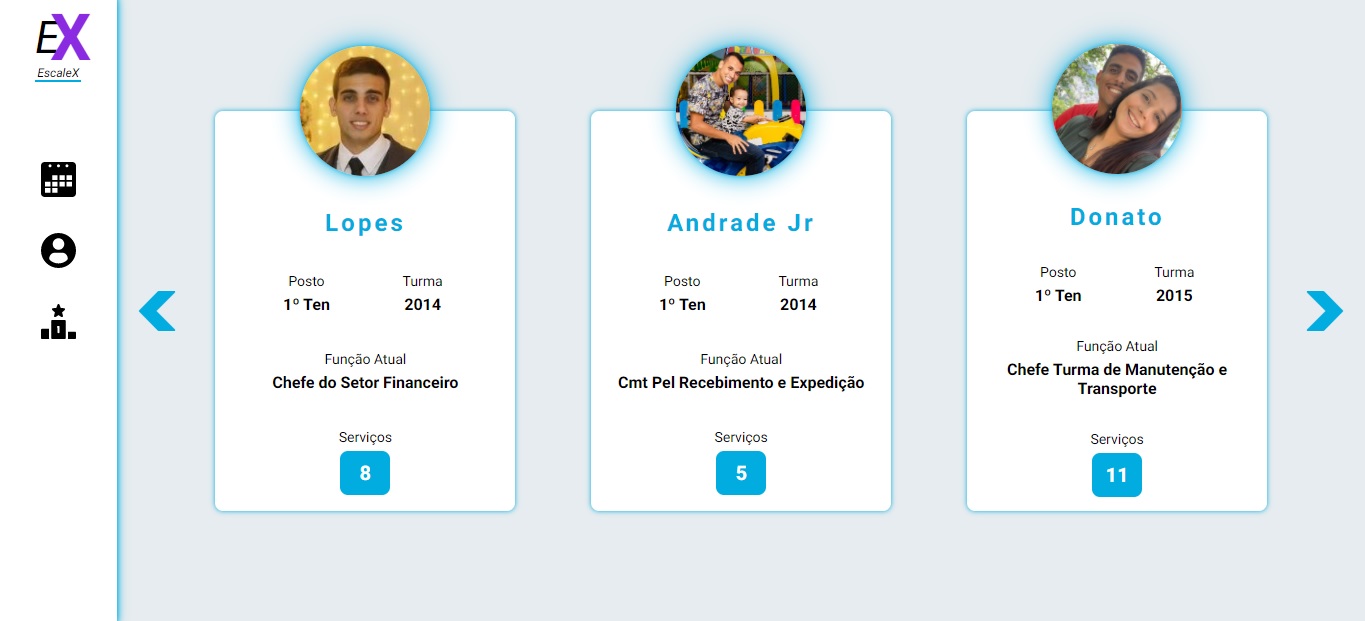 EX
EscaleX
Lopes
Posto
Turma
1º Ten
2014
Função Atual
Chefe do Setor Financeiro
Serviços
8
Andrade Jr
Posto
Turma
1º Ten
2014
Função Atual
Cmt Pel Recebimento e Expedição
Serviços
5
Donato
Posto
Turma
1º Ten
2015
Função Atual
Chefe Turma de Manutenção e
Transporte
Serviços
11
1